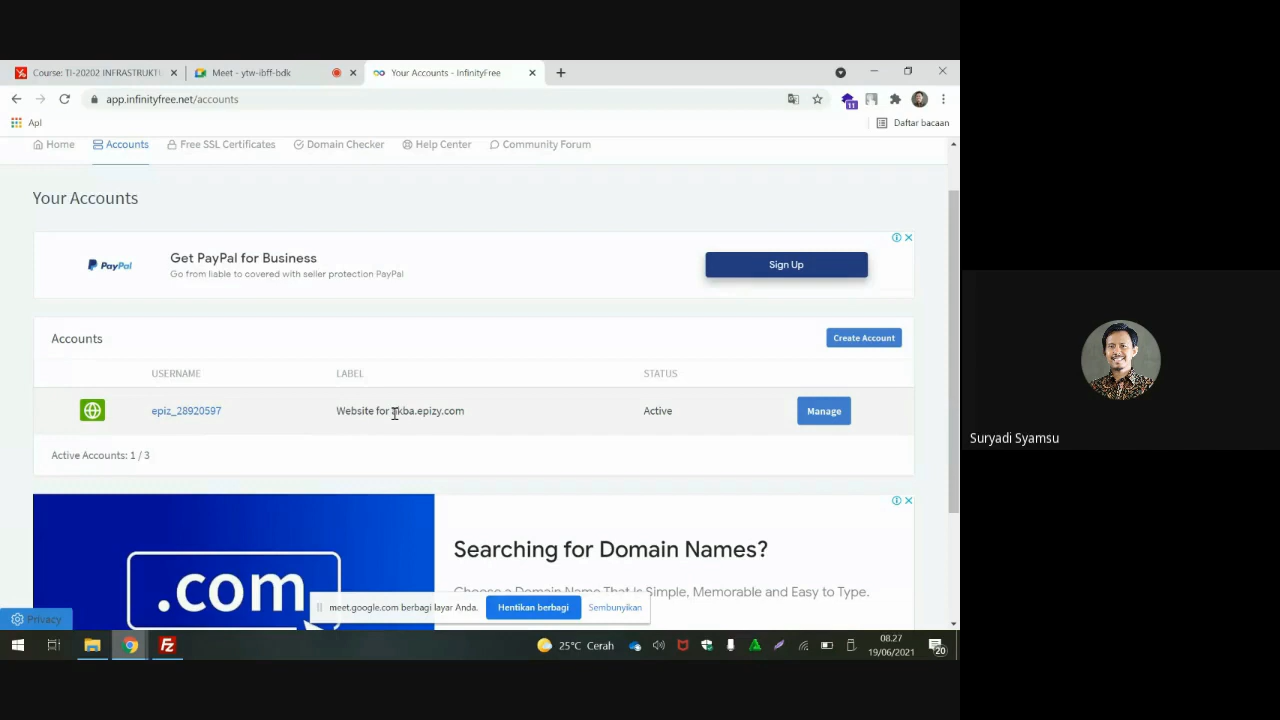 Course: TI-20202 INFRASTRUKTU
Meet - ytw-ibff-bdk
Your Accounts - InfinityFree
app.infinityfree.net/accounts
11
Apl
Daftar bacaan
Home
Accounts
Free SSL Certificates
Domain Checker
Help Center
Community Forum
Your Accounts
PayPal
Get PayPal for Business
Go from liable to covered with seller protection PayPal
Sign Up
Accounts
Create Account
USERNAME
LABEL
STATUS
epiz_28920597
Website for
Active
Manage
Active Accounts: 1 / 3
.com
Searching for Domain Names?
Choose a Domain Name That Is Simple, Memorable and Easy to Type.
meet.google.com berbagi layar Anda.
Hentikan berbagi
Sembunyikan
Privacy
25°C Cerah
08.27
19/06/2021
20
Suryadi Syamsu